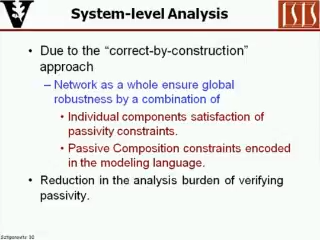 System-level Analysis
ISIS
• Due to the “correct-by-construction”
approach
– Network as a whole ensure global
robustness by a combination of
• Individual components satisfaction of
passivity constraints.
• Passive Composition constraints encoded
in the modeling language.
• Reduction in the analysis burden of verifying
passivity.